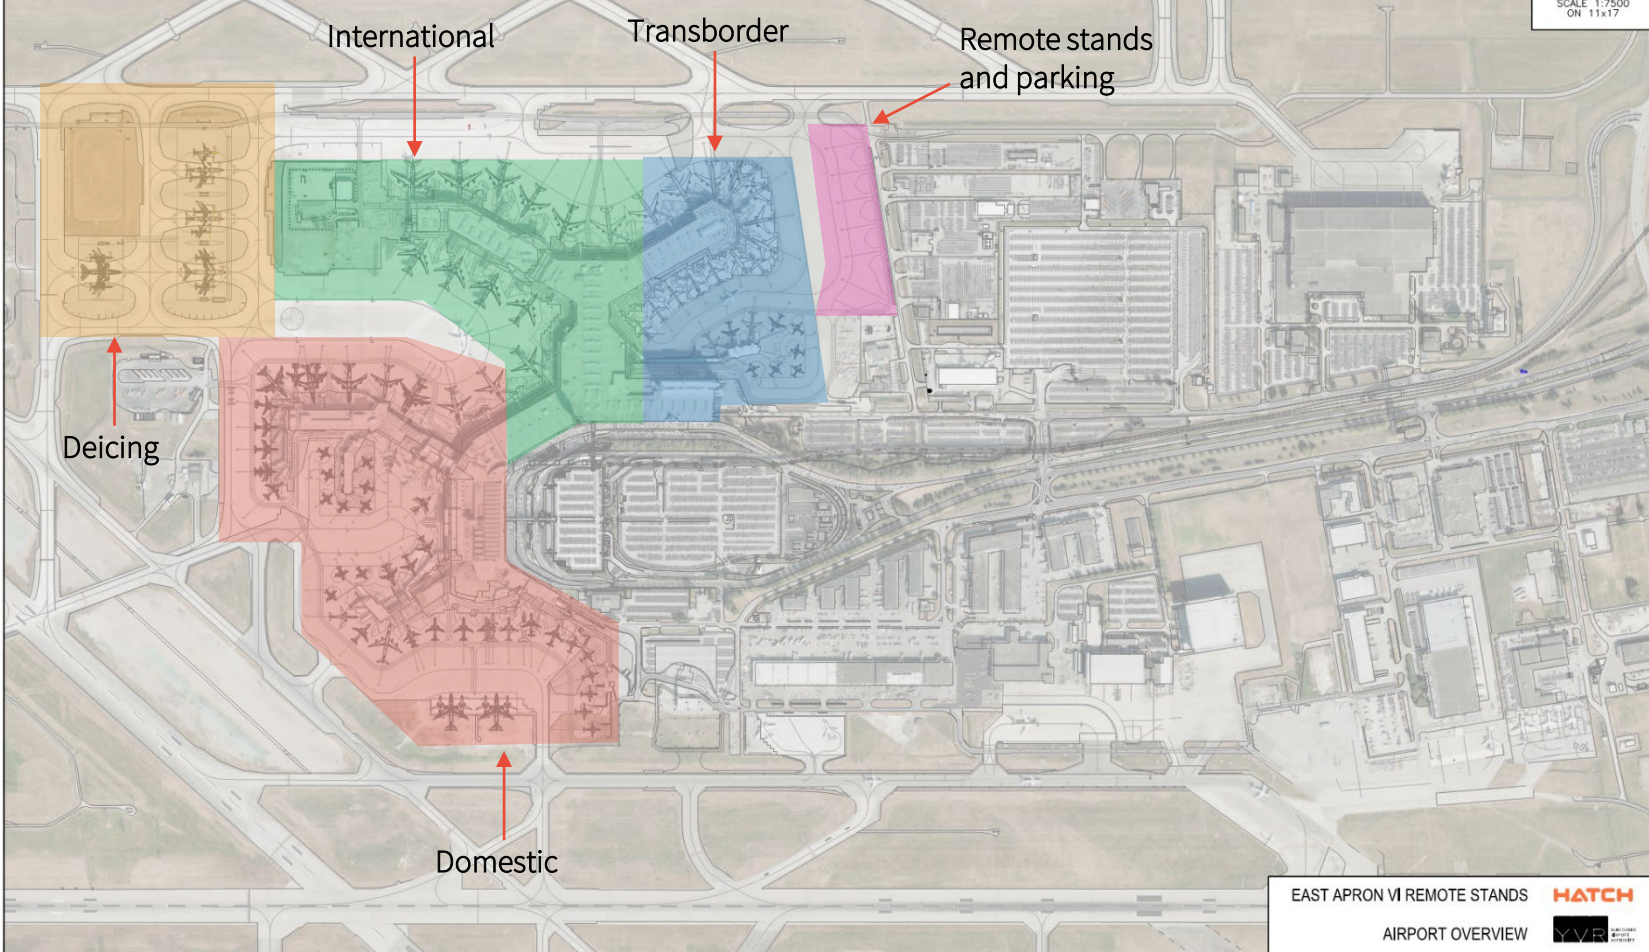 SCALE 1:7500
ON 11x17
International
Transborder
Remote stands
and parking
Deicing
Domestic
EAST APRON VI REMOTE STANDS
HATCH
AIRPORT OVERVIEW
YVR